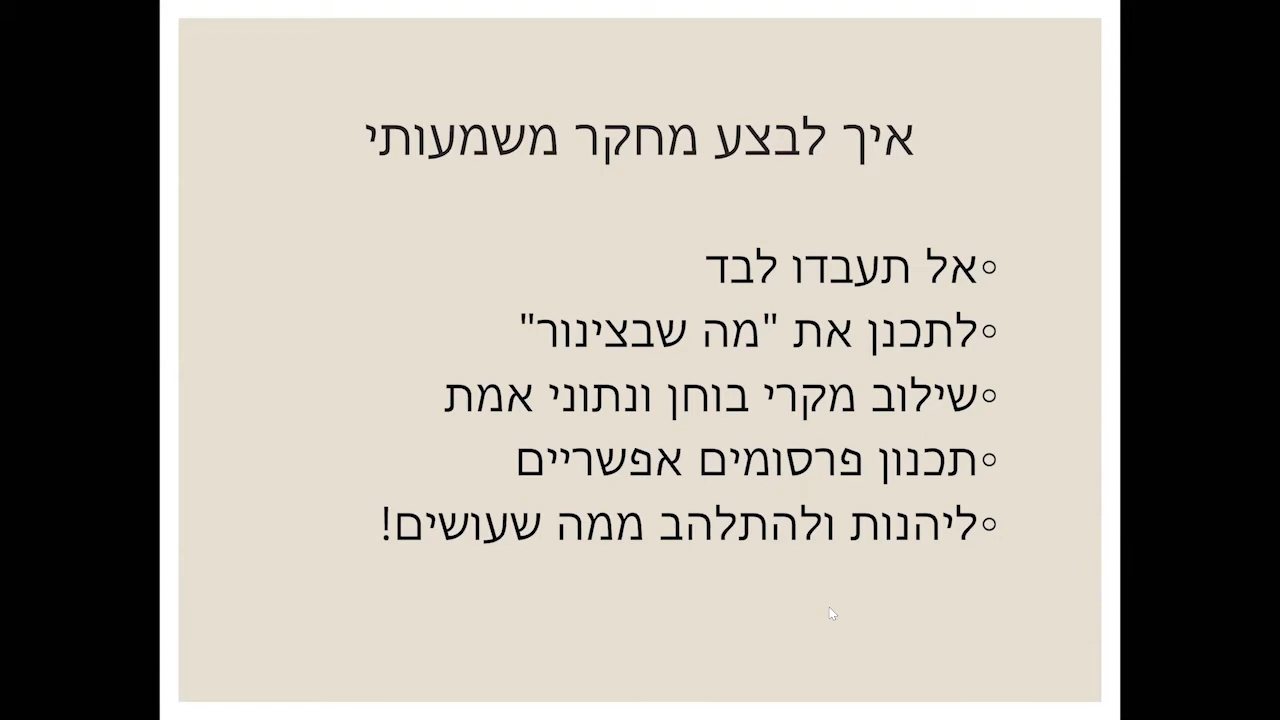 איך לבצע מחקר משמעותי
◦אל תעבדו לבד
◦לתכנן את "מה שבצינור"
◦שילוב מקרי בוחן ונתוני אמת
◦תכנון פרסומים אפשריים
◦ליהנות ולהתלהב ממה שעושים!